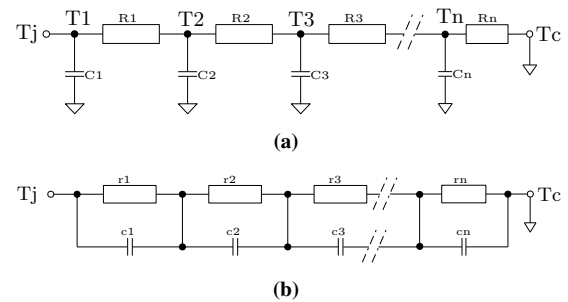 Tj T1 R1 T2 R2 T3 R3 Tn Rn Tc
C1 C2 C3 Cn
(a)
Tj r1 r2 r3 rn Tc
c1 c2 c3 cn
(b)